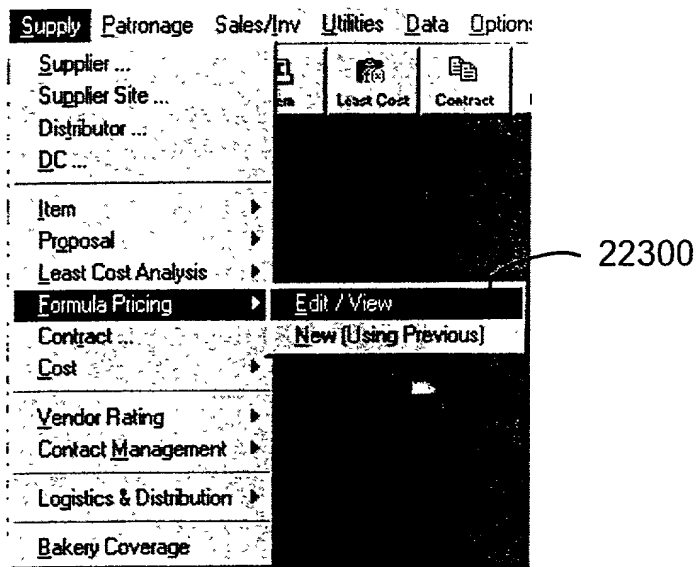 Supply Patronage Sales/Inv Utilities Data
Supplier ...
Supplier Site ...
Distributor ...
DC ...
Least Cost Contract
Item
Proposal
Least Cost Analysis
Formula Pricing
Edit / View
22300
New (Using Previous)
Contract ...
Cost
Vendor Rating
Contact Management
Logistics & Distribution
Bakery Coverage